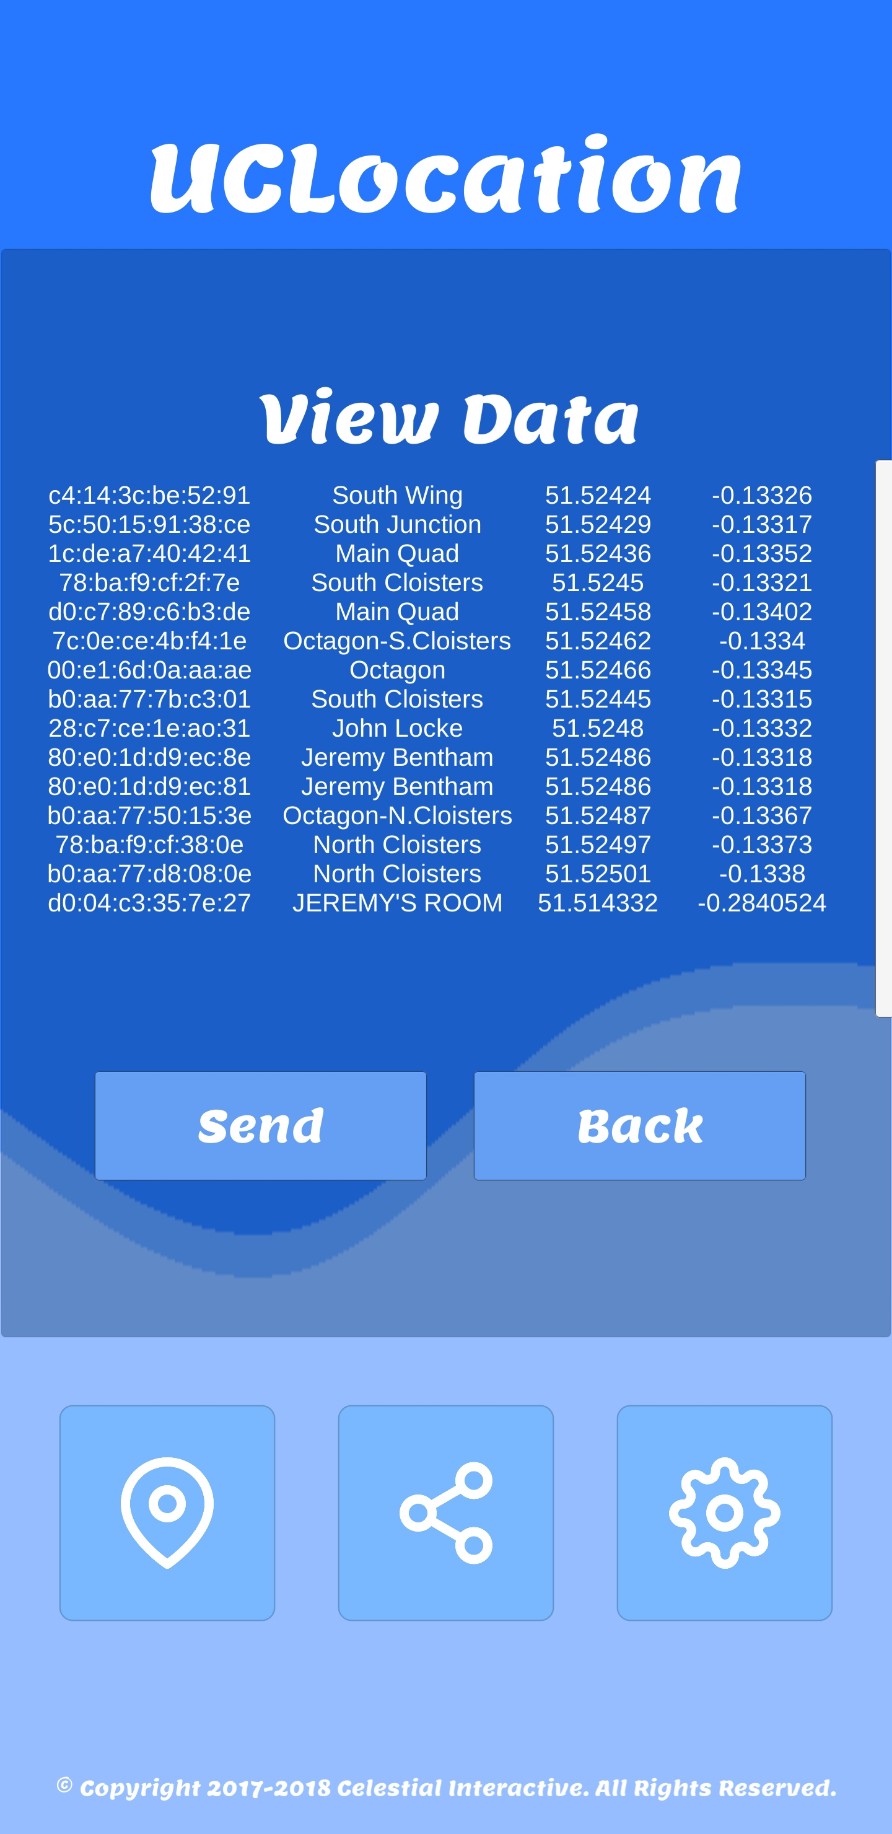 UCLocation
View Data
c4:14:3c:be:52:91 South Wing 51.52424 -0.13326
5c:50:15:91:38:ce South Junction 51.52429 -0.13317
1c:de:a7:40:42:41 Main Quad 51.52436 -0.13352
78:ba:f9:cf:2f:7e South Cloisters 51.5245 -0.13321
d0:c7:89:c6:b3:de Main Quad 51.52458 -0.13402
7c:0e:ce:4b:f4:1e Octagon-S.Cloisters 51.52462 -0.1334
00:e1:6d:0a:aa:ae Octagon 51.52466 -0.13345
b0:aa:77:7b:c3:01 South Cloisters 51.52445 -0.13315
28:c7:ce:1e:ao:31 John Locke 51.5248 -0.13332
80:e0:1d:d9:ec:8e Jeremy Bentham 51.52486 -0.13318
80:e0:1d:d9:ec:81 Jeremy Bentham 51.52486 -0.13318
b0:aa:77:50:15:3e Octagon-N.Cloisters 51.52487 -0.13367
78:ba:f9:cf:38:0e North Cloisters 51.52497 -0.13373
b0:aa:77:d8:08:0e North Cloisters 51.52501 -0.1338
d0:04:c3:35:7e:27 JEREMY'S ROOM 51.514332 -0.2840524
Send Back
© Copyright 2017-2018 Celestial Interactive. All Rights Reserved.